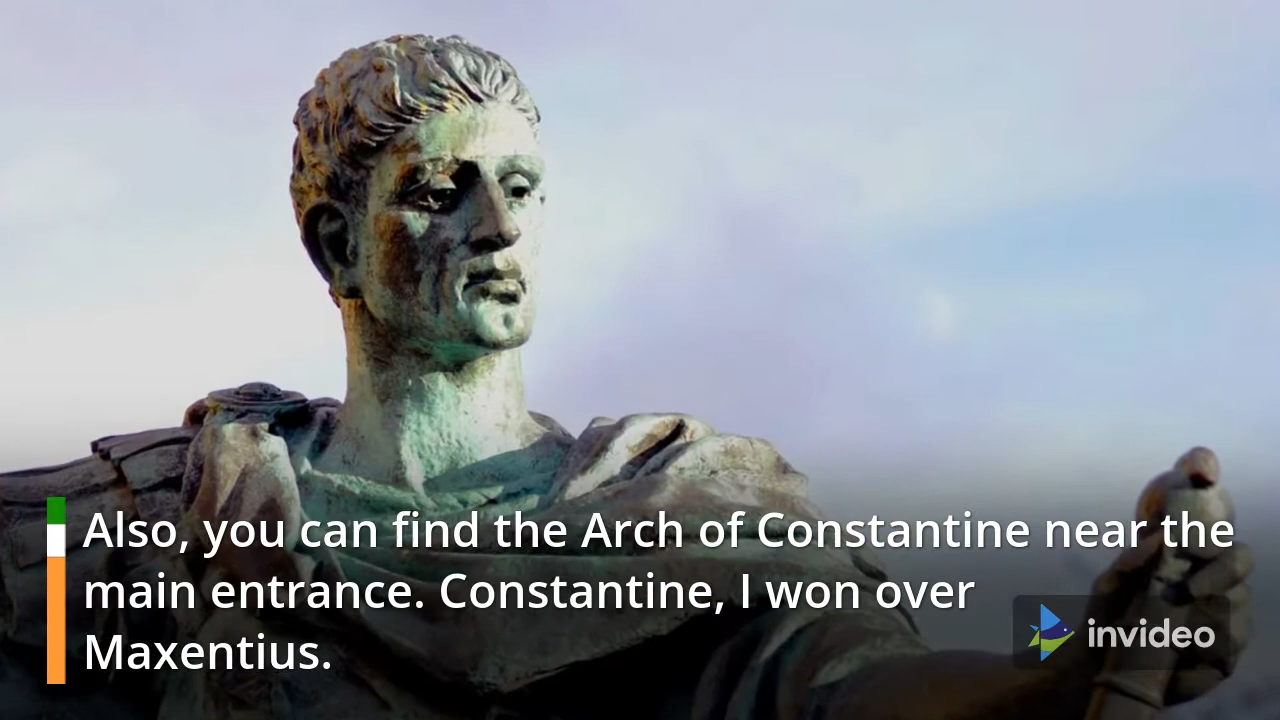 Also, you can find the Arch of Constantine near the
main entrance. Constantine, I won over
Maxentius.
invideo